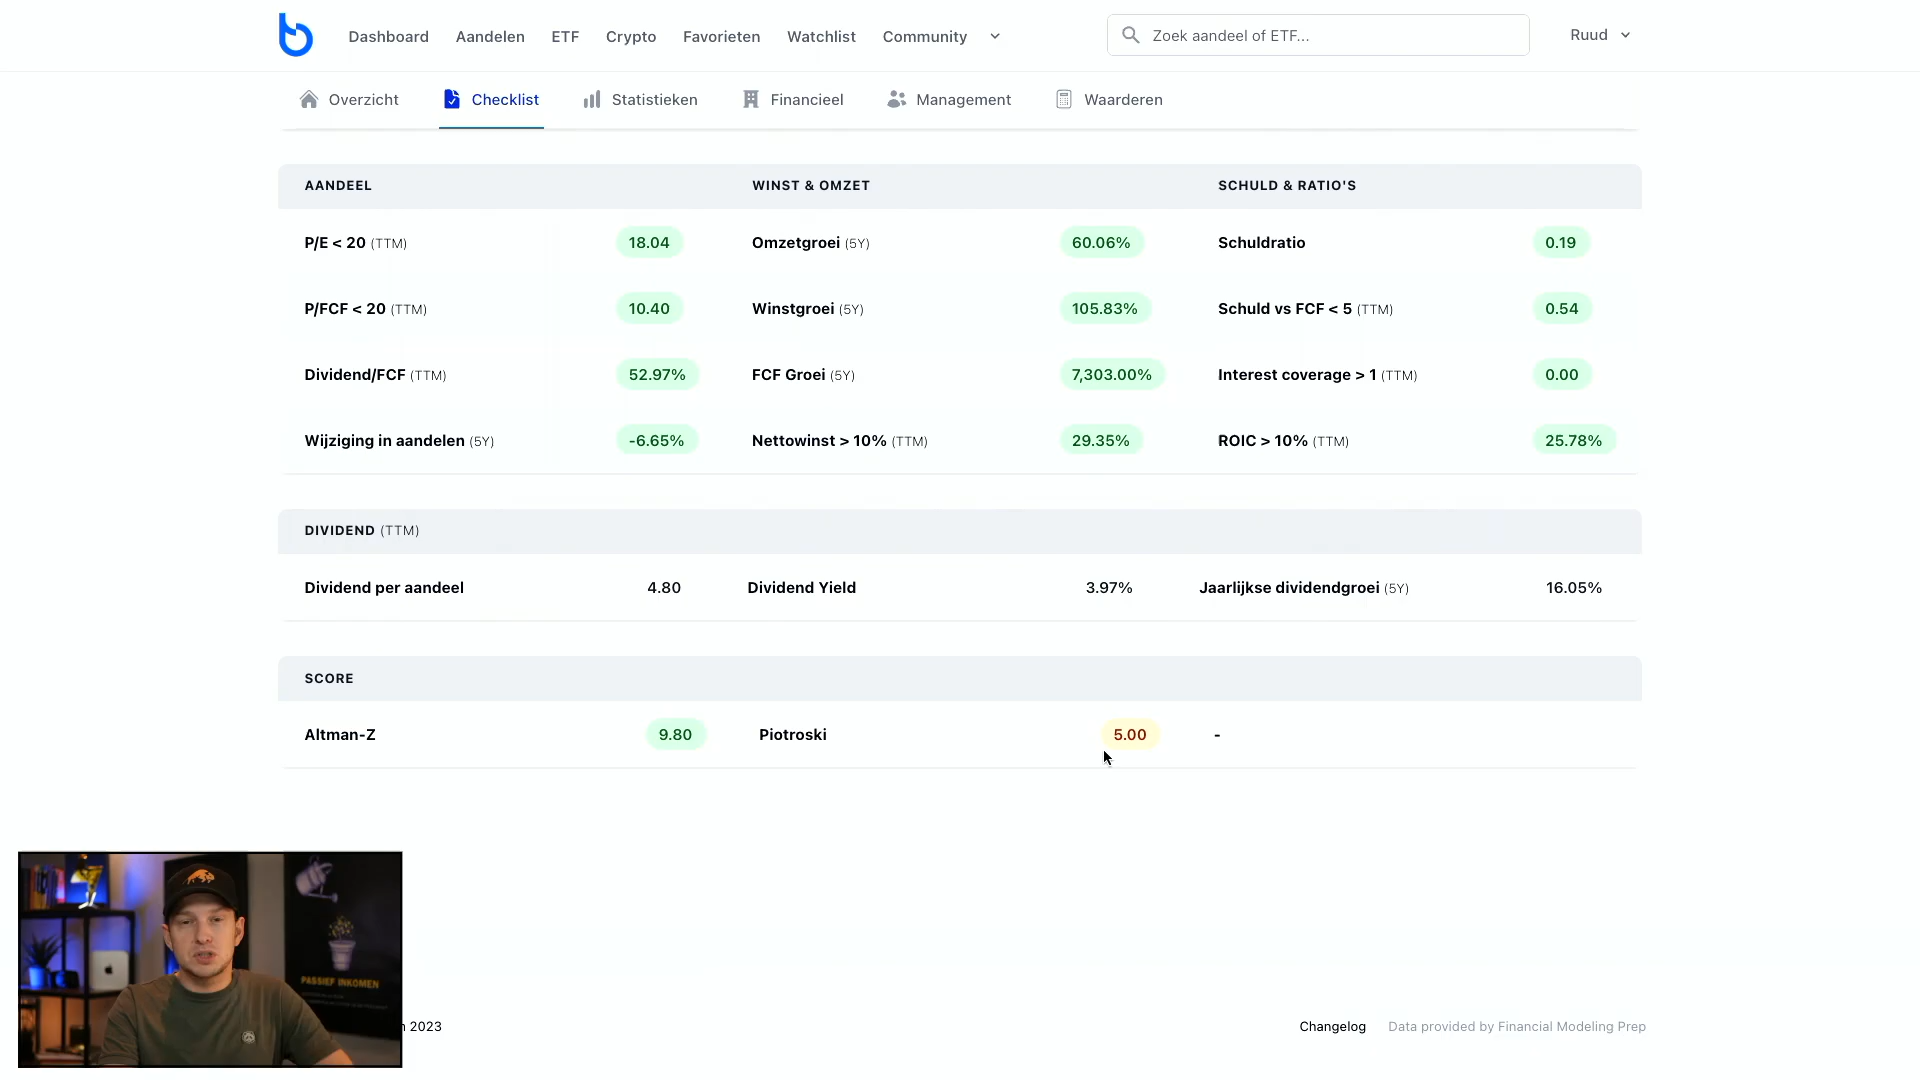 Dashboard Aandelen ETF Crypto Favorieten Watchlist Community Zoek aandeel of ETF... Ruud
Overzicht Checklist Statistieken Financieel Management Waarderen
AANDEEL WINST & OMZET SCHULD & RATIO'S
P/E < 20 (TTM) 18.04 Omzetgroei (5Y) 60.06% Schuldratio 0.19
P/FCF < 20 (TTM) 10.40 Winstgroei (5Y) 105.83% Schuld vs FCF < 5 (TTM) 0.54
Dividend/FCF (TTM) 52.97% FCF Groei (5Y) 7,303.00% Interest coverage > 1 (TTM) 0.00
Wijziging in aandelen (5Y) -6.65% Nettowinst > 10% (TTM) 29.35% ROIC > 10% (TTM) 25.78%
DIVIDEND (TTM)
Dividend per aandeel 4.80 Dividend Yield 3.97% Jaarlijkse dividendgroei (5Y) 16.05%
SCORE
Altman-Z 9.80 Piotroski 5.00 -
PASSIEF INKOMEN
2023 Changelog Data provided by Financial Modeling Prep